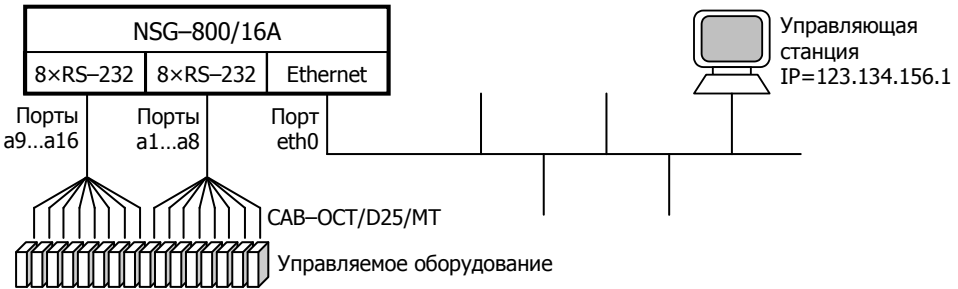 NSG–800/16A
8×RS–232 8×RS–232 Ethernet
Управляющая
станция
IP=123.134.156.1
Порты
a9...a16
Порты
a1...a8
Порт
eth0
CAB–OCT/D25/MT
Управляемое оборудование